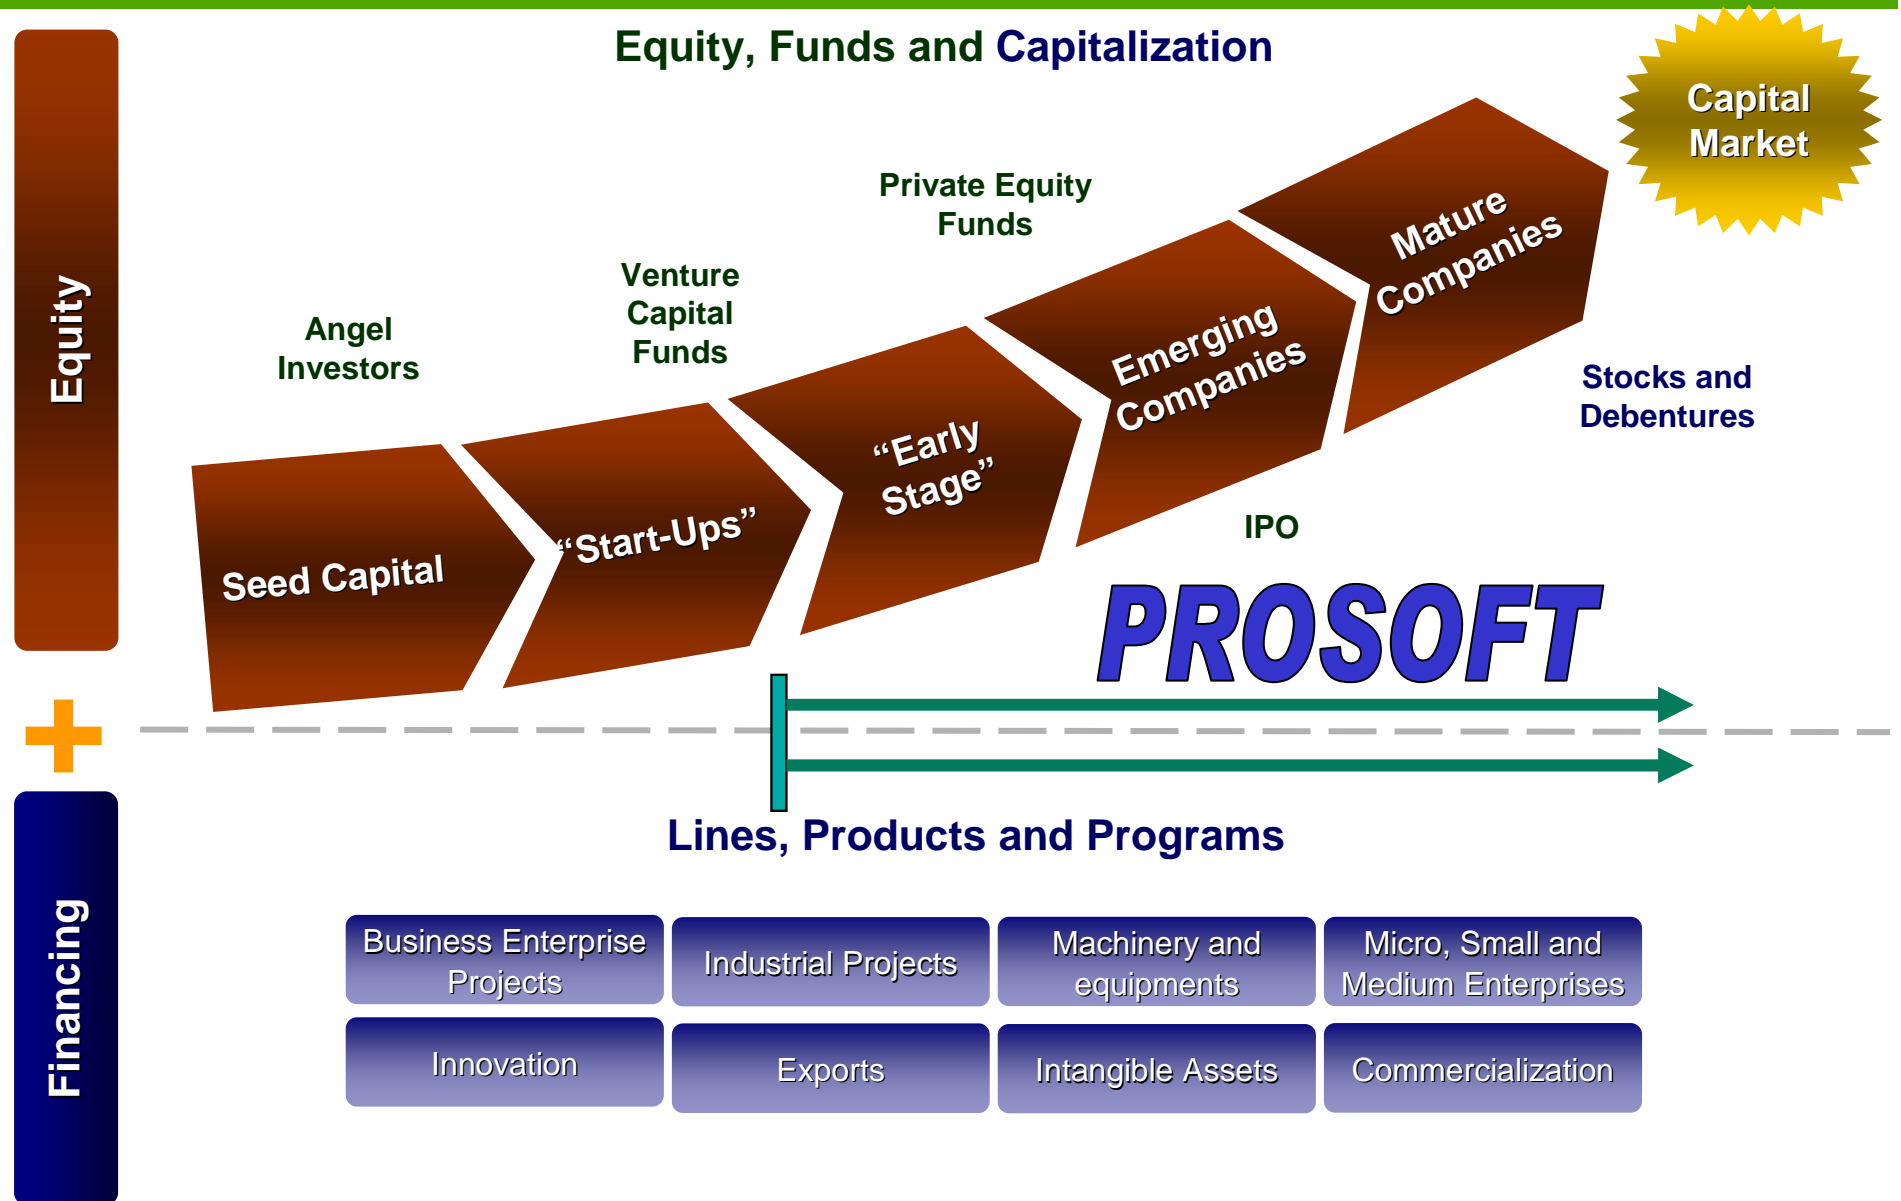 Equity, Funds and Capitalization
Capital
Market
Equity
Private Equity
Funds
Mature
Companies
Venture
Capital
Funds
Angel
Investors
Emerging
Companies
Stocks and
Debentures
“Early
Stage”
“Start-Ups”
Seed Capital
IPO
PROSOFT
Lines, Products and Programs
Financing
Business Enterprise
Projects
Industrial Projects
Machinery and
equipments
Micro, Small and
Medium Enterprises
Innovation
Exports
Intangible Assets
Commercialization